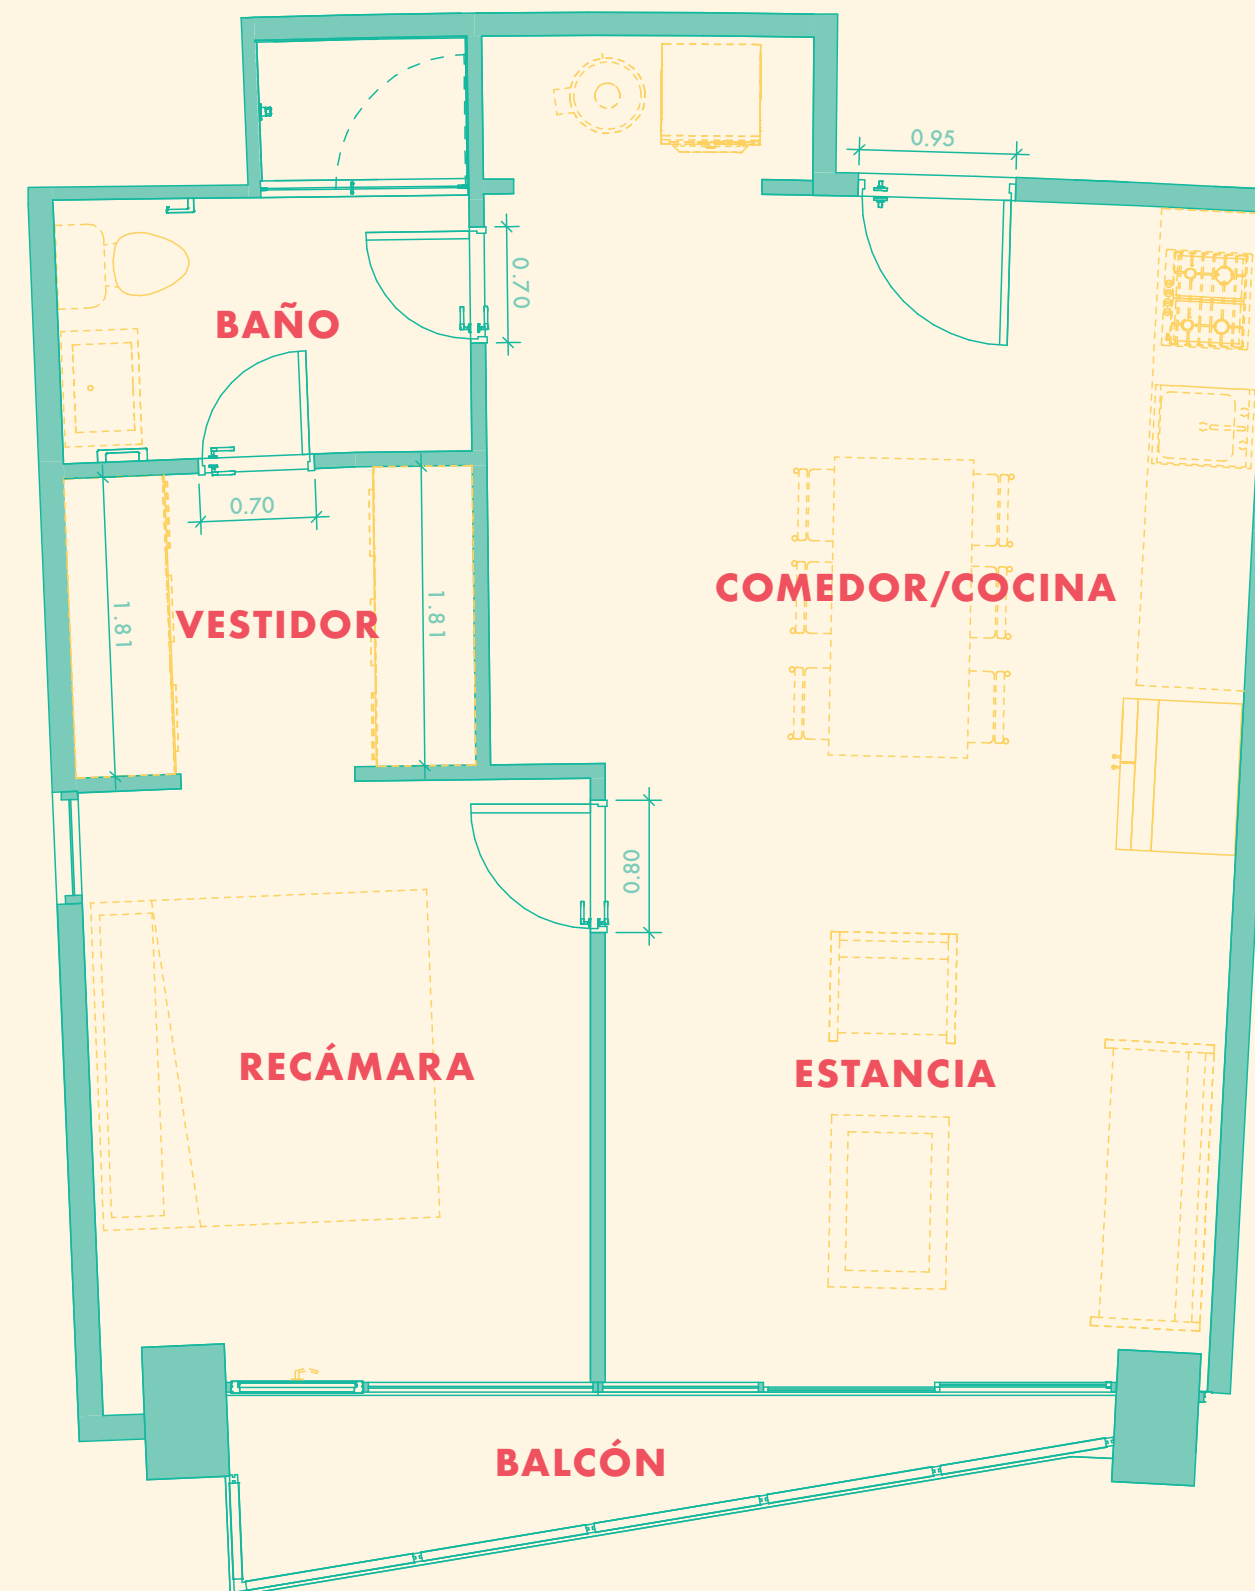 0.95
0.70
BAÑO
0.70
1.81
VESTIDOR
1.81
COMEDOR/COCINA
0.80
RECÁMARA
ESTANCIA
BALCÓN